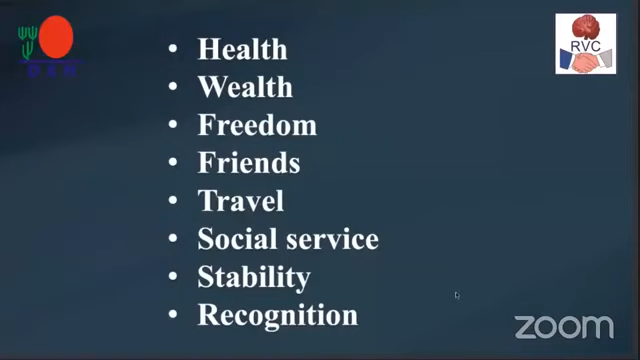 Health
Wealth
Freedom
Friends
Travel
Social service
Stability
Recognition
RVC
zoom